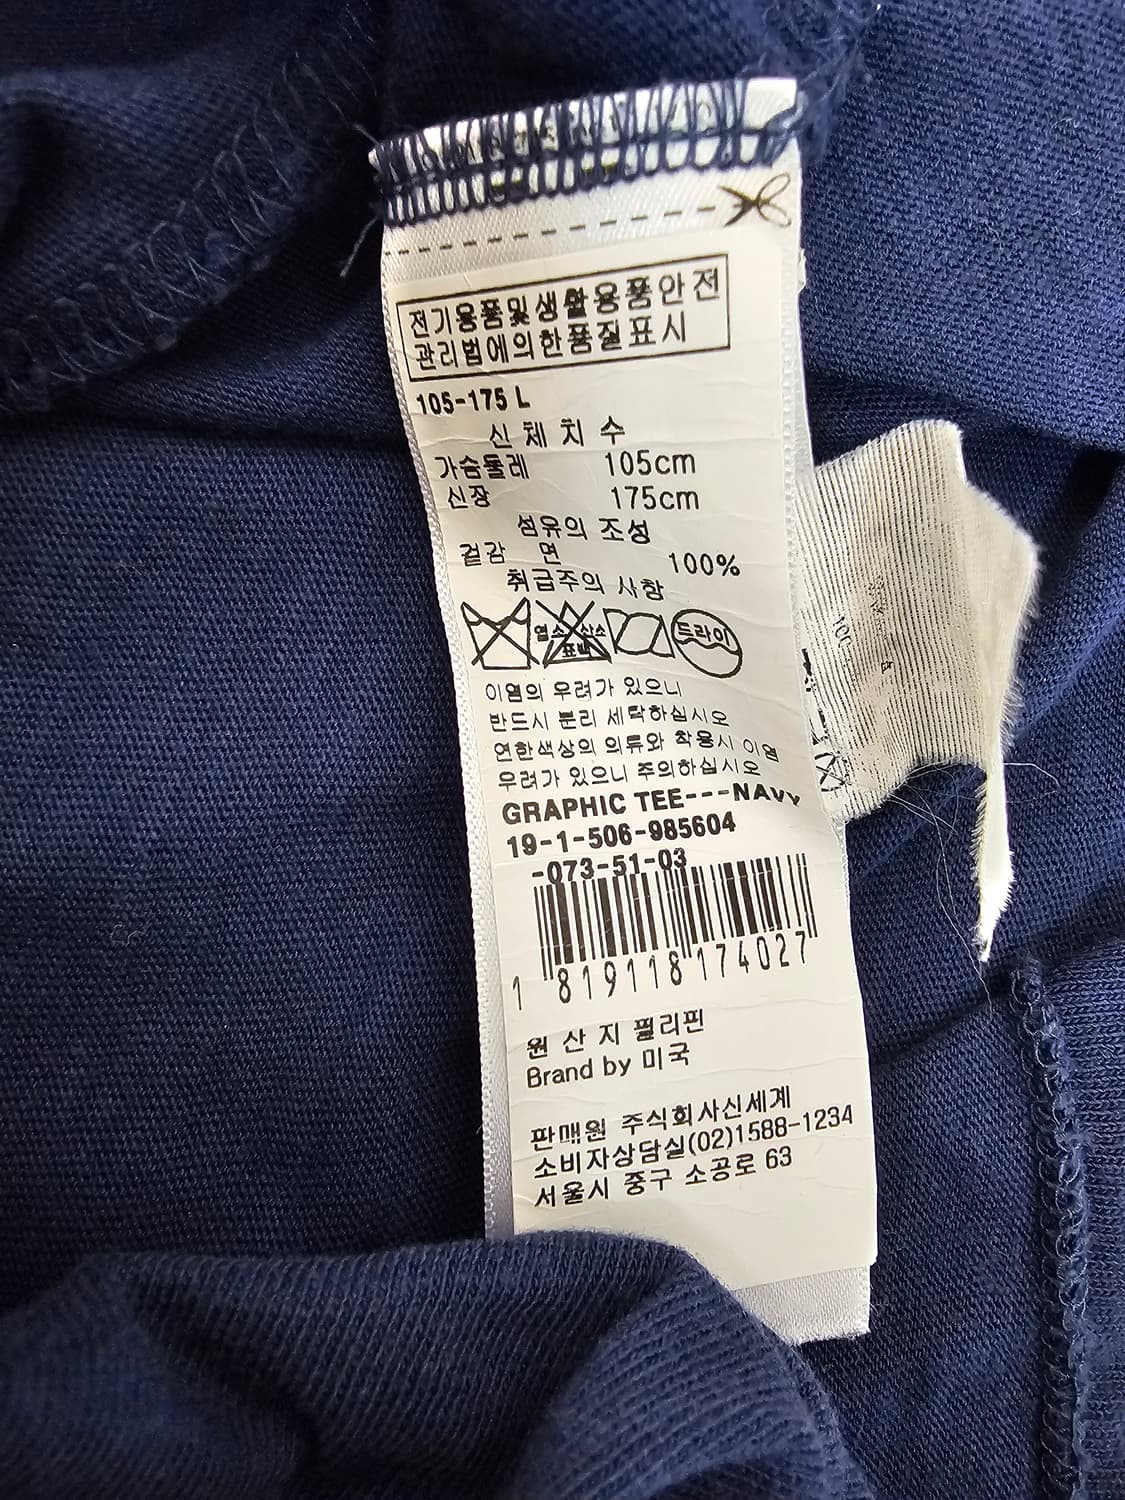 전기용품및생활용품안전
관리법에의한품질표시
105-175 L
신체치수
가슴둘레 105cm
신장 175cm
섬유의 조성
겉감 면 100%
취급주의 사항
염소 산소
표백
드라이
이염의 우려가 있으니
반드시 분리 세탁하십시오
연한색상의 의류와 착용시 이염
우려가 있으니 주의하십시오
GRAPHIC TEE---NAVY
19-1-506-985604
-073-51-03
1 819118 174027
원산지 필리핀
Brand by 미국
판매원 주식회사신세계
소비자상담실(02)1588-1234
서울시 중구 소공로 63